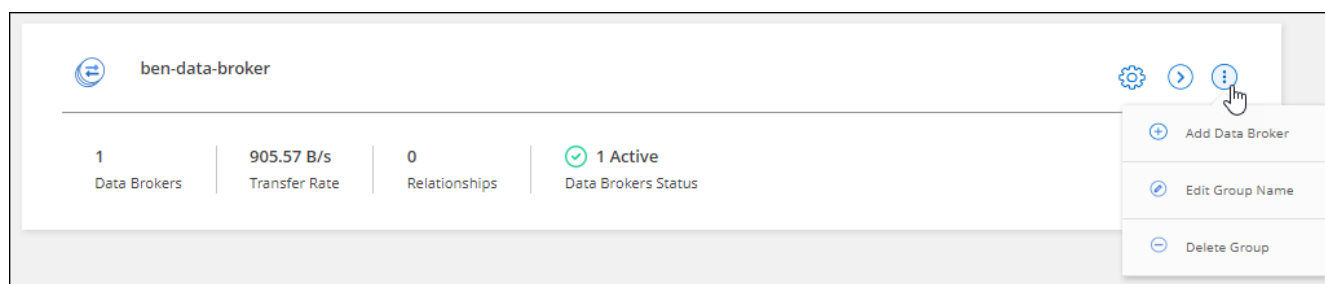 ben-data-broker
1
Data Brokers
905.57 B/s
Transfer Rate
0
Relationships
1 Active
Data Brokers Status
Add Data Broker
Edit Group Name
Delete Group